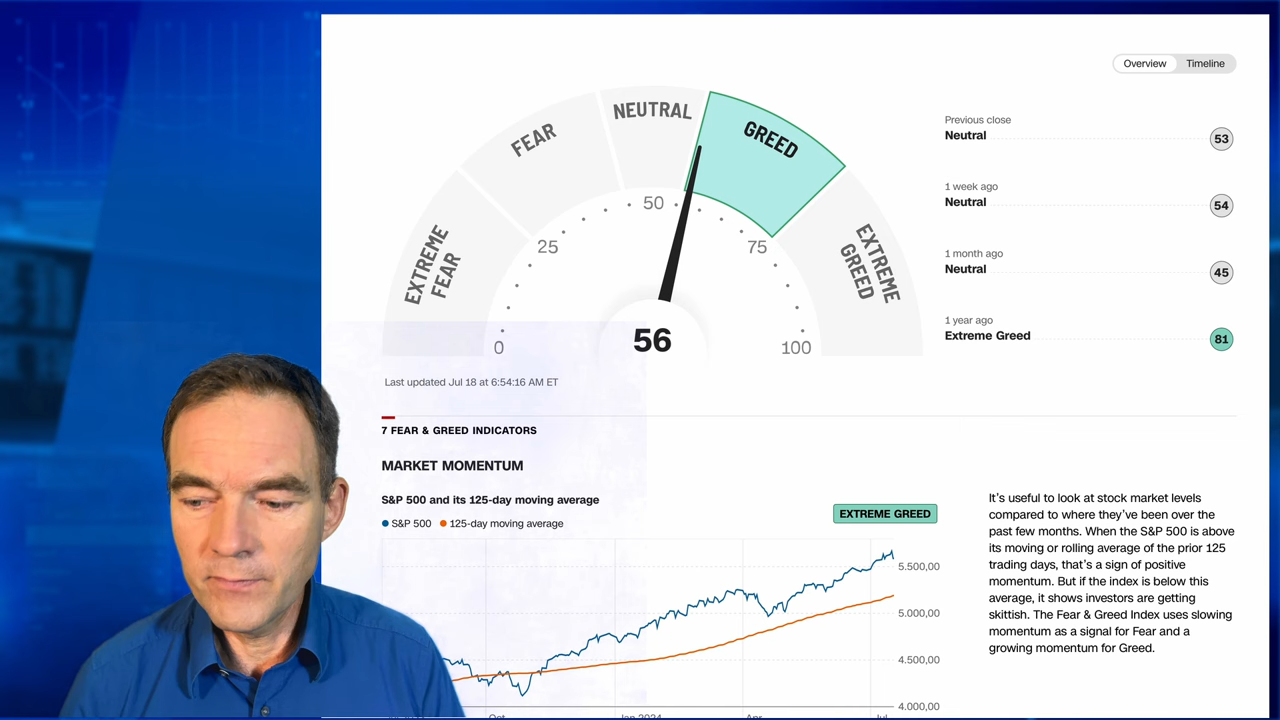 Overview Timeline
EXTREME FEAR
FEAR
NEUTRAL
GREED
EXTREME GREED
0
25
50
75
100
56
Last updated Jul 18 at 6:54:16 AM ET
Previous close
Neutral 53
1 week ago
Neutral 54
1 month ago
Neutral 45
1 year ago
Extreme Greed 81
7 FEAR & GREED INDICATORS
MARKET MOMENTUM
S&P 500 and its 125-day moving average
S&P 500 125-day moving average
EXTREME GREED
5.500,00
5.000,00
4.500,00
4.000,00
Oct Jan 2024 Apr Jul
It's useful to look at stock market levels
compared to where they've been over the
past few months. When the S&P 500 is above
its moving or rolling average of the prior 125
trading days, that's a sign of positive
momentum. But if the index is below this
average, it shows investors are getting
skittish. The Fear & Greed Index uses slowing
momentum as a signal for Fear and a
growing momentum for Greed.